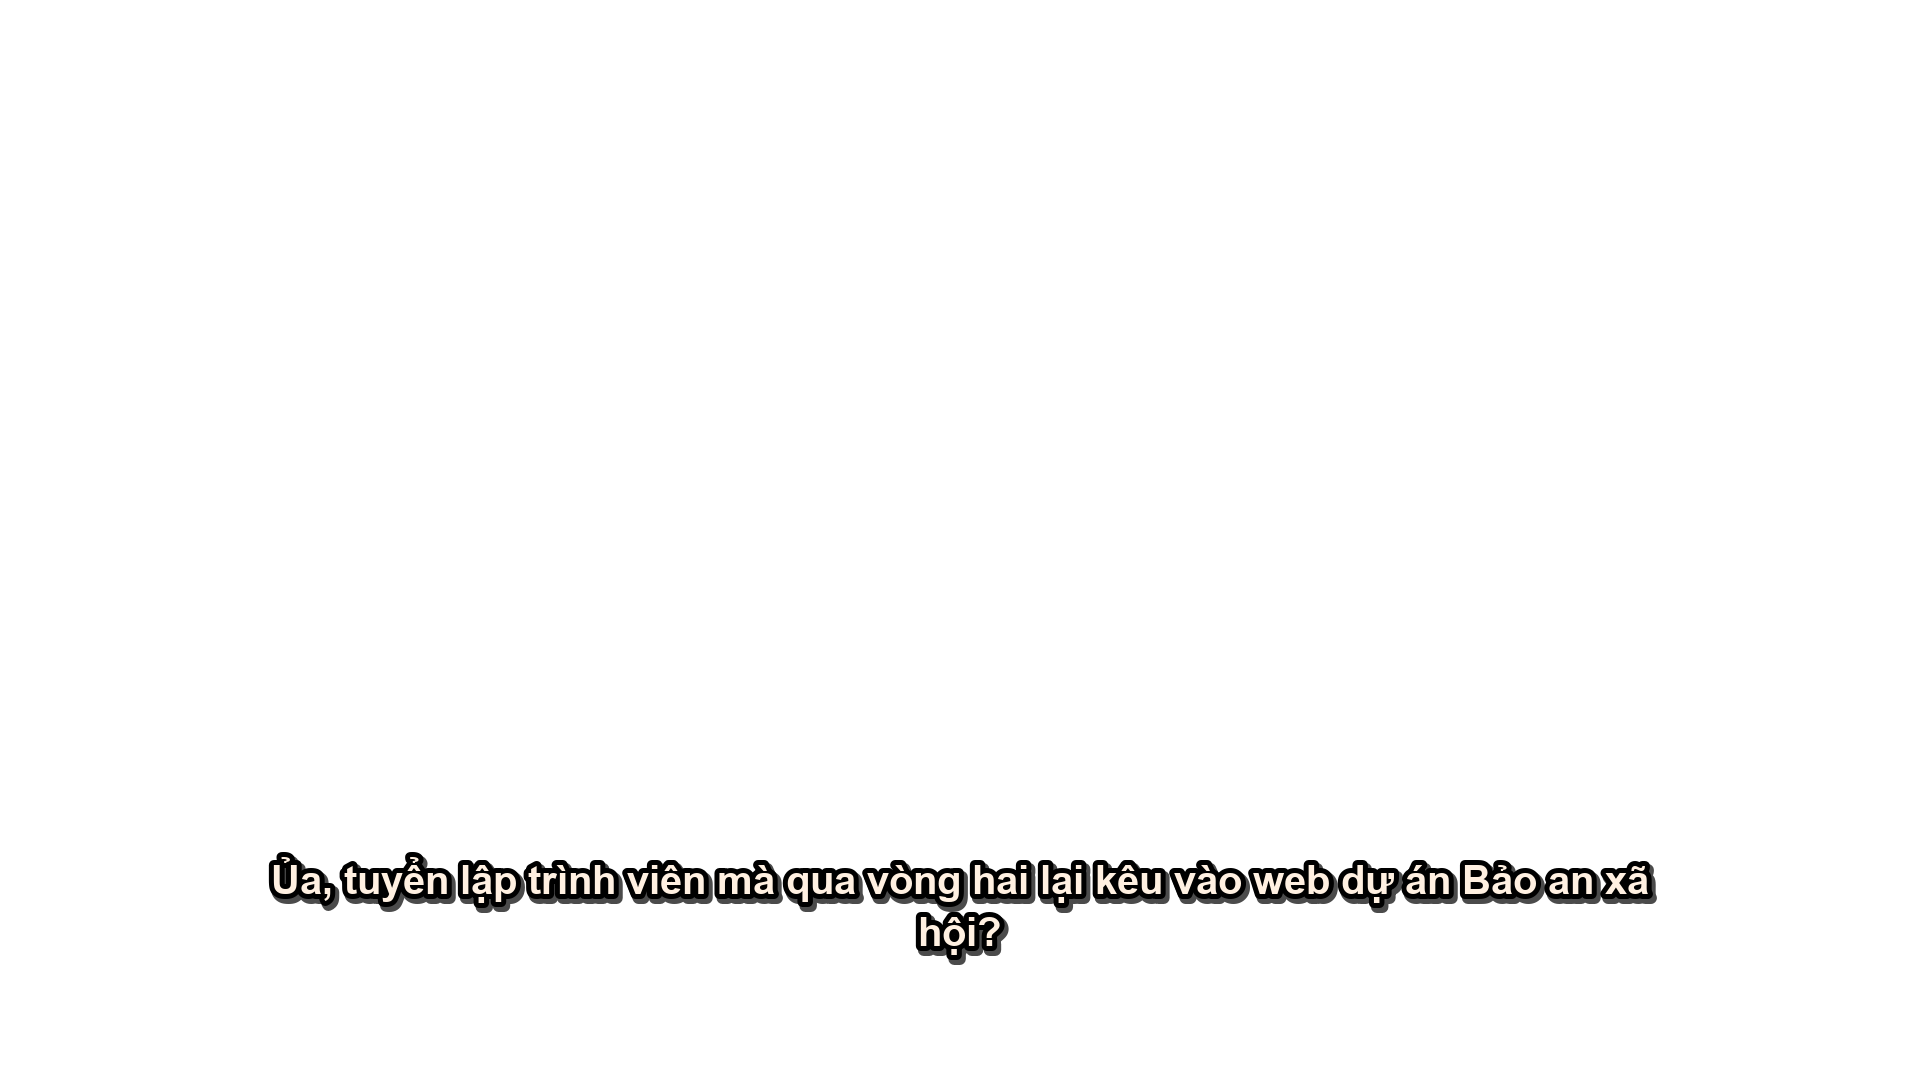 Ủa, tuyển lập trình viên mà qua vòng hai lại kêu vào web dự án Bảo an xã
hội?